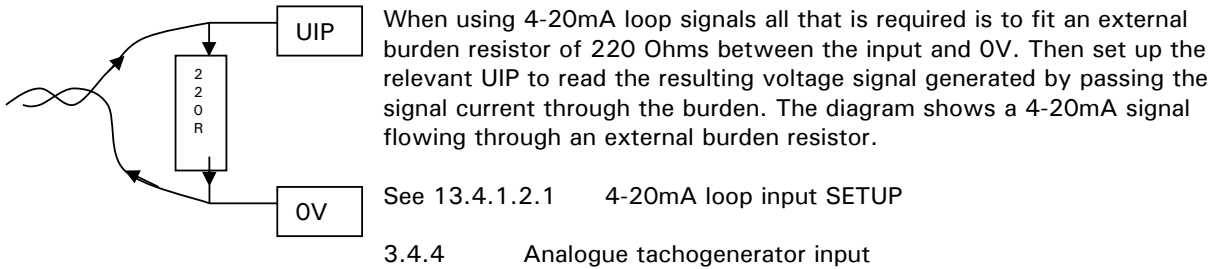 UIP
2
2
0
R
0V
When using 4-20mA loop signals all that is required is to fit an external
burden resistor of 220 Ohms between the input and 0V. Then set up the
relevant UIP to read the resulting voltage signal generated by passing the
signal current through the burden. The diagram shows a 4-20mA signal
flowing through an external burden resistor.
See 13.4.1.2.1 4-20mA loop input SETUP
3.4.4 Analogue tachogenerator input